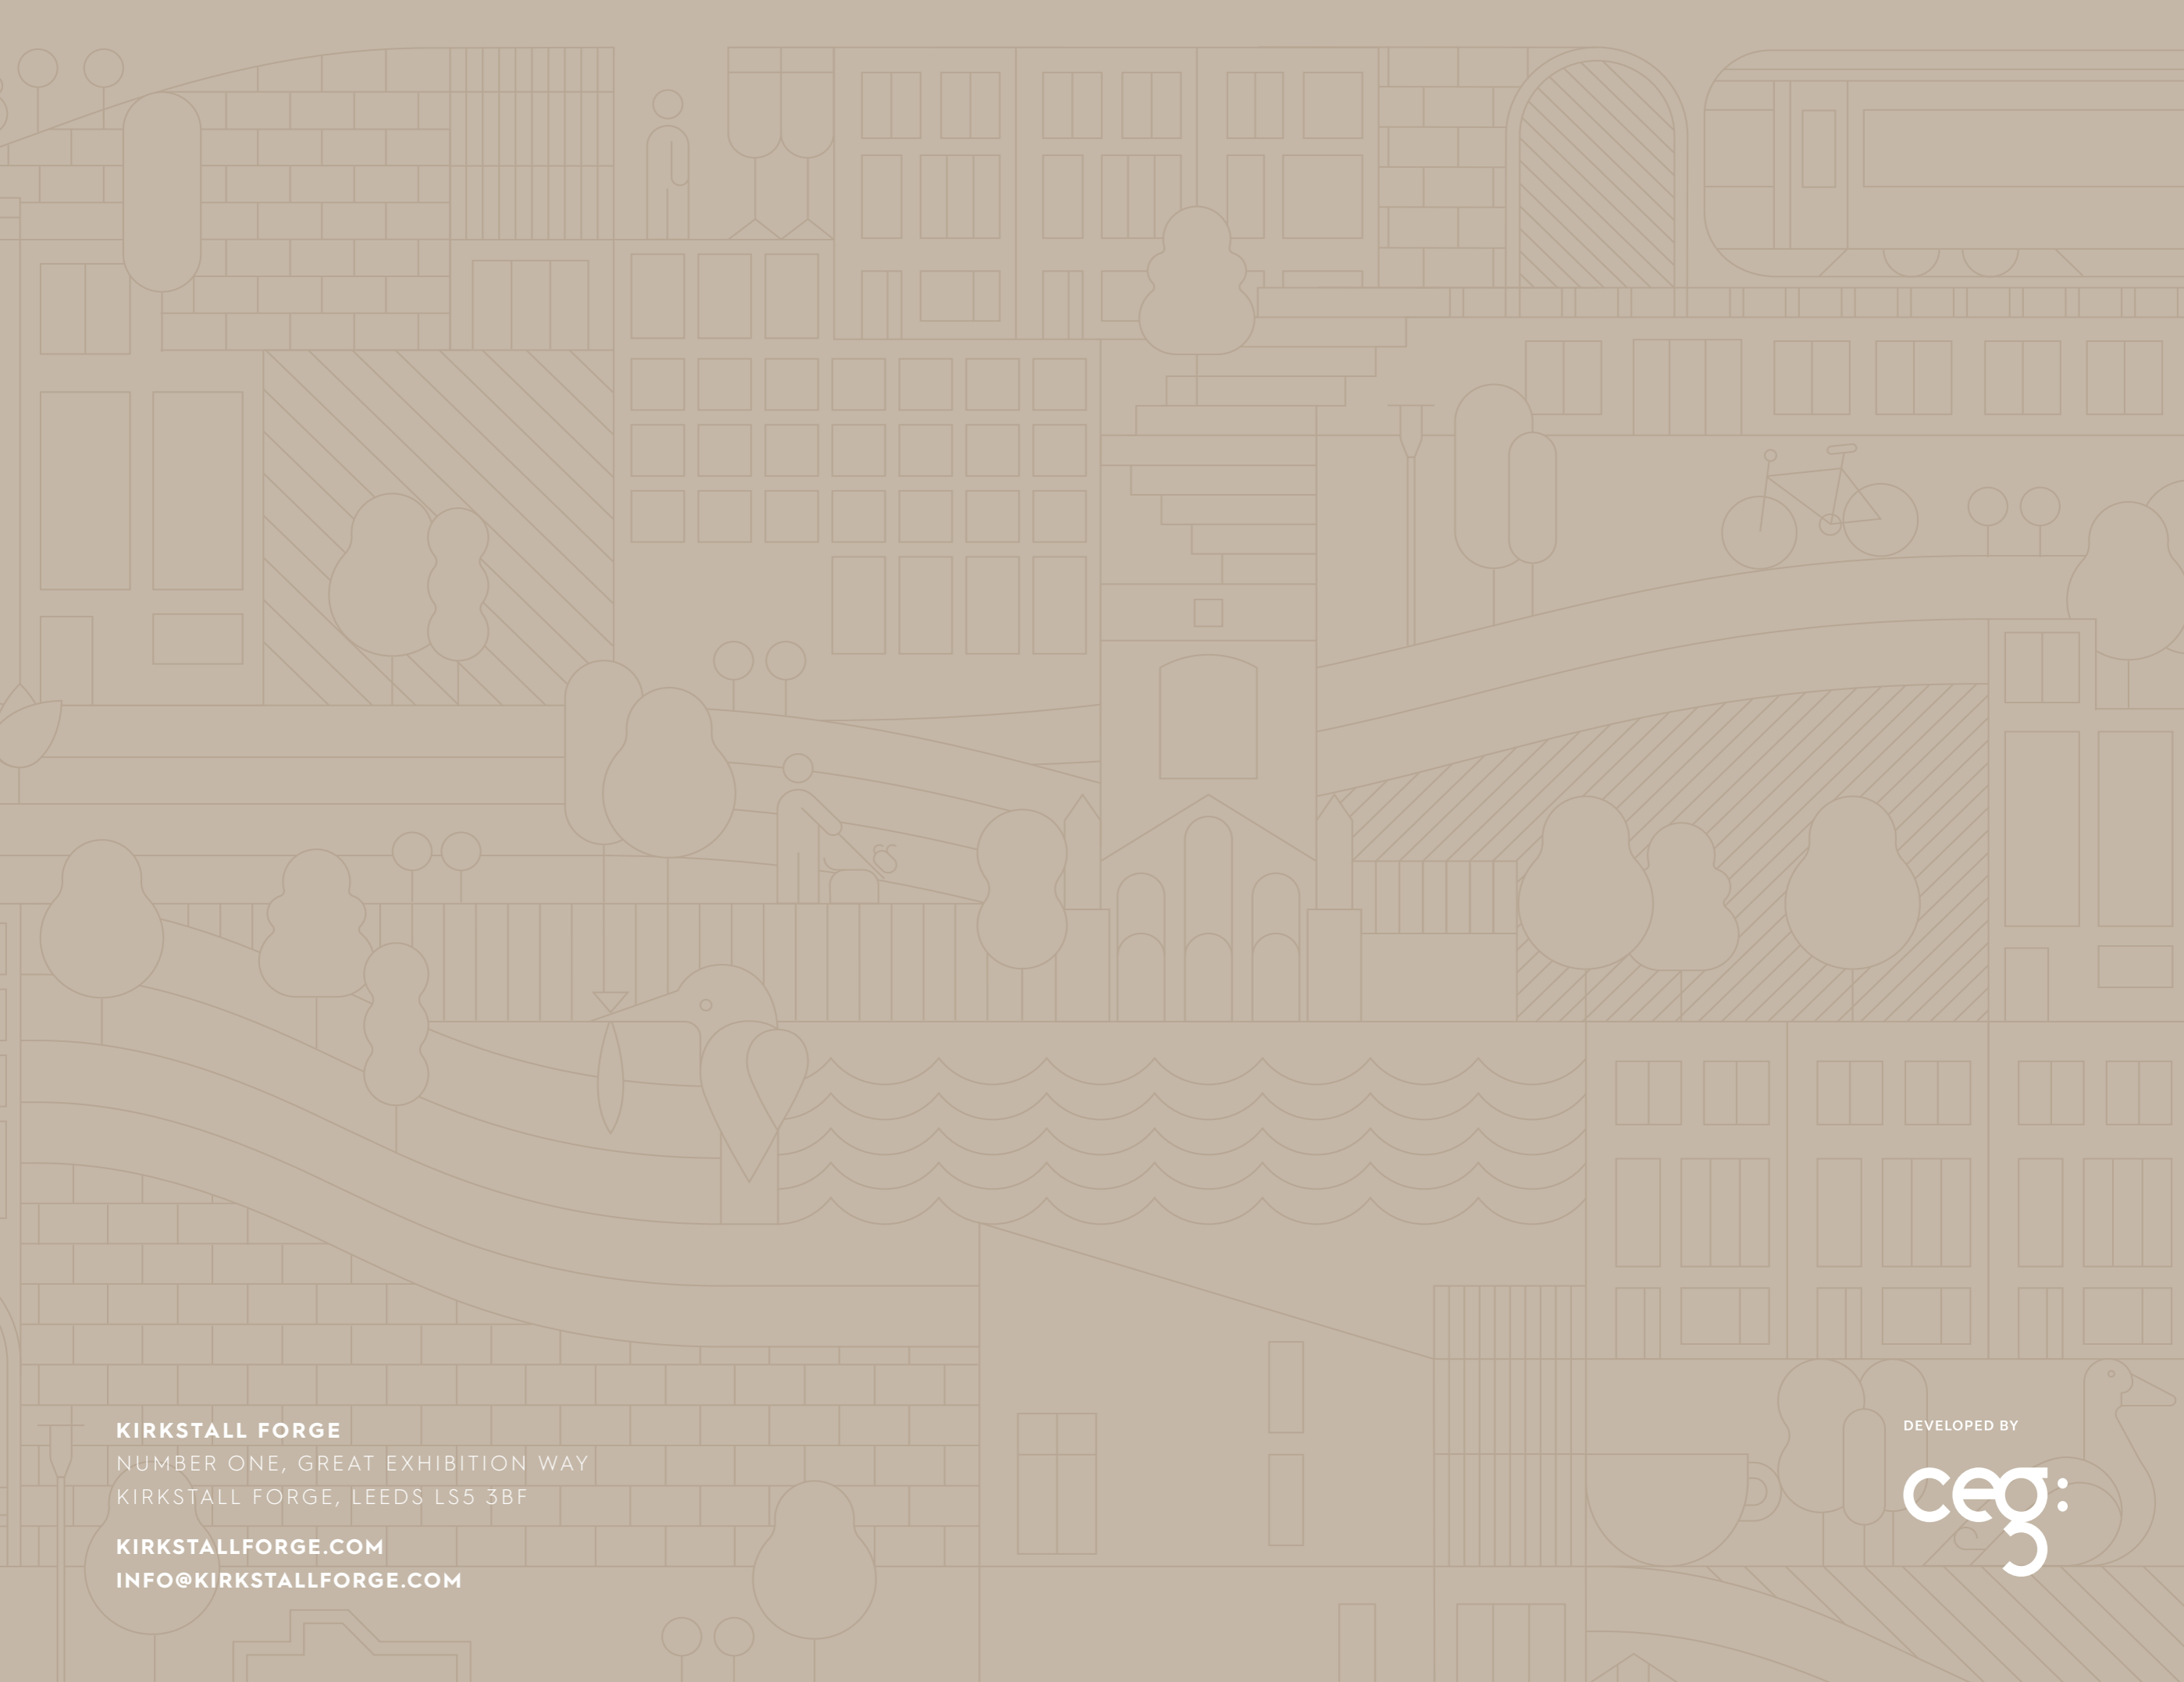 KIRKSTALL FORGE
NUMBER ONE, GREAT EXHIBITION WAY
KIRKSTALL FORGE, LEEDS LS5 3BF
KIRKSTALLFORGE.COM
INFO@KIRKSTALLFORGE.COM
DEVELOPED BY
ceg: